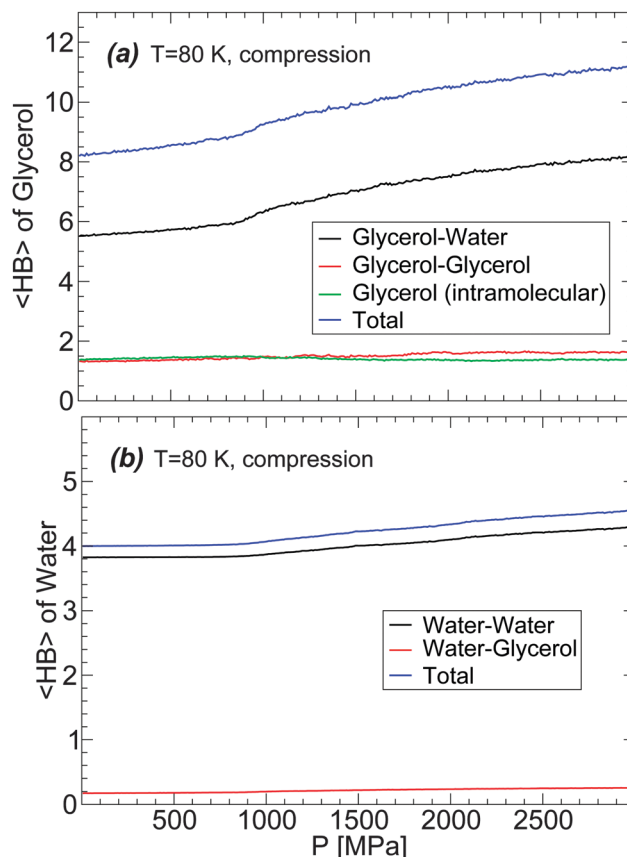 12
(a) T=80 K, compression
10
8
6
4
2
0
<HB> of Glycerol
Glycerol-Water
Glycerol-Glycerol
Glycerol (intramolecular)
Total
(b) T=80 K, compression
5
4
3
2
1
0
<HB> of Water
Water-Water
Water-Glycerol
Total
500 1000 1500 2000 2500
P [MPa]